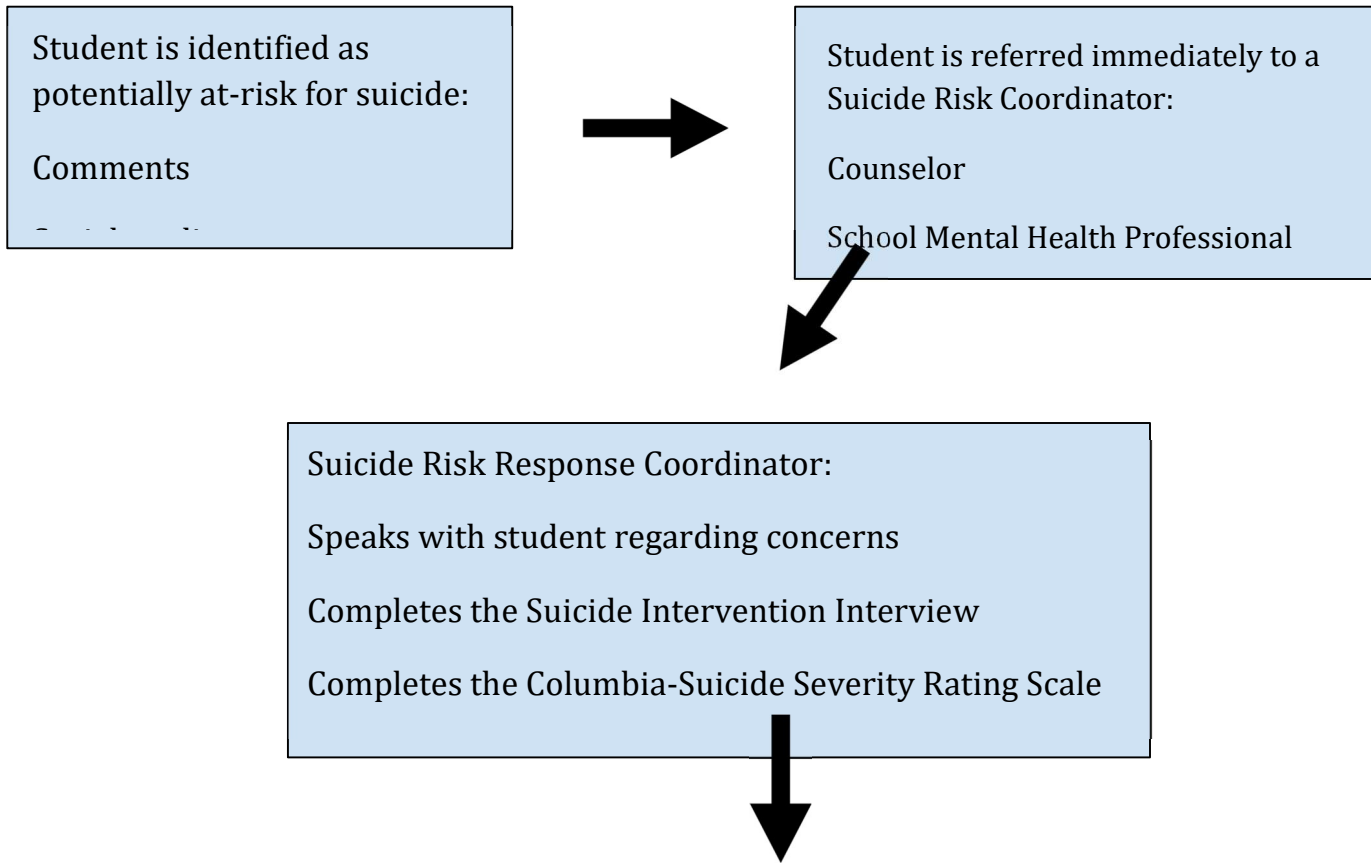 Student is identified as
potentially at-risk for suicide:
Comments
Student is referred immediately to a
Suicide Risk Coordinator:
Counselor
School Mental Health Professional
Suicide Risk Response Coordinator:
Speaks with student regarding concerns
Completes the Suicide Intervention Interview
Completes the Columbia-Suicide Severity Rating Scale